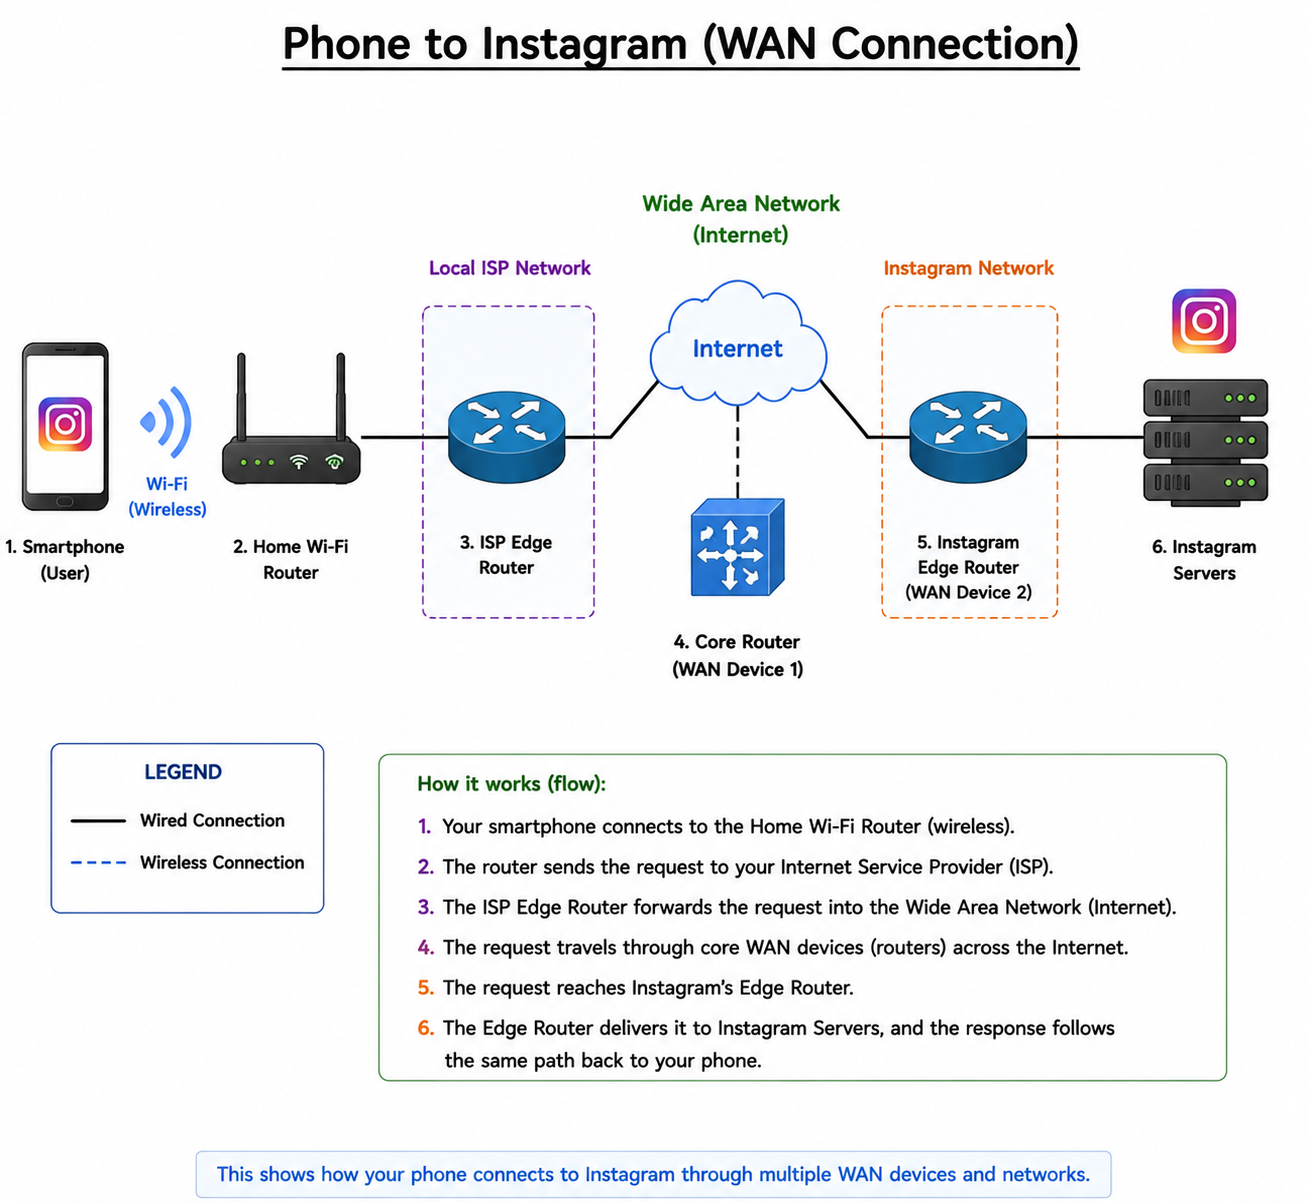 Phone to Instagram (WAN Connection)
Wide Area Network
(Internet)
Local ISP Network
Instagram Network
Internet
Wi-Fi
(Wireless)
1. Smartphone
(User)
2. Home Wi-Fi
Router
3. ISP Edge
Router
4. Core Router
(WAN Device 1)
5. Instagram
Edge Router
(WAN Device 2)
6. Instagram
Servers
LEGEND
Wired Connection
Wireless Connection
How it works (flow):
1. Your smartphone connects to the Home Wi-Fi Router (wireless).
2. The router sends the request to your Internet Service Provider (ISP).
3. The ISP Edge Router forwards the request into the Wide Area Network (Internet).
4. The request travels through core WAN devices (routers) across the Internet.
5. The request reaches Instagram's Edge Router.
6. The Edge Router delivers it to Instagram Servers, and the response follows
the same path back to your phone.
This shows how your phone connects to Instagram through multiple WAN devices and networks.